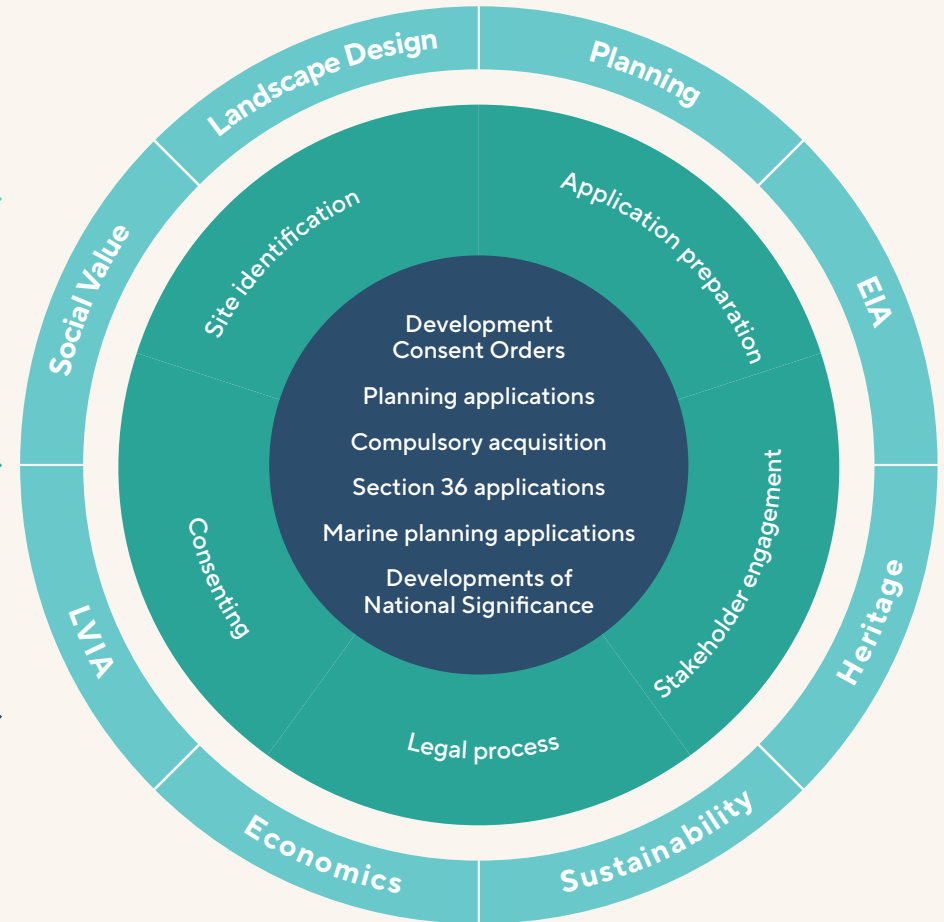 Landscape Design
Planning
EIA
Heritage
Sustainability
Economics
LVIA
Social Value
Site identification
Application preparation
Stakeholder engagement
Legal process
Consenting
Development
Consent Orders
Planning applications
Compulsory acquisition
Section 36 applications
Marine planning applications
Developments of
National Significance